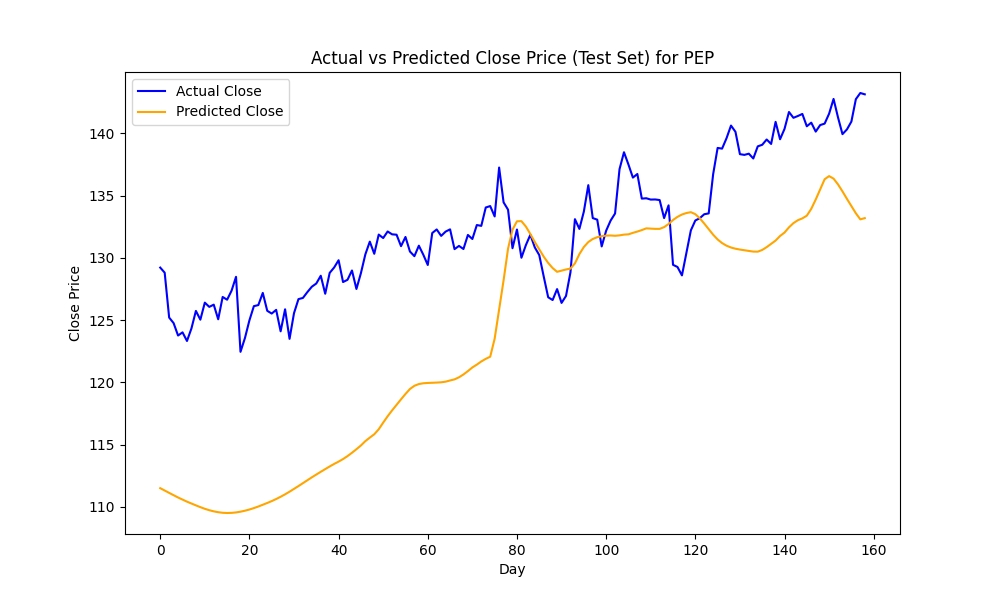 Actual vs Predicted Close Price (Test Set) for PEP
Actual Close
Predicted Close
Close Price
140
135
130
125
120
115
110
0 20 40 60 80 100 120 140 160
Day